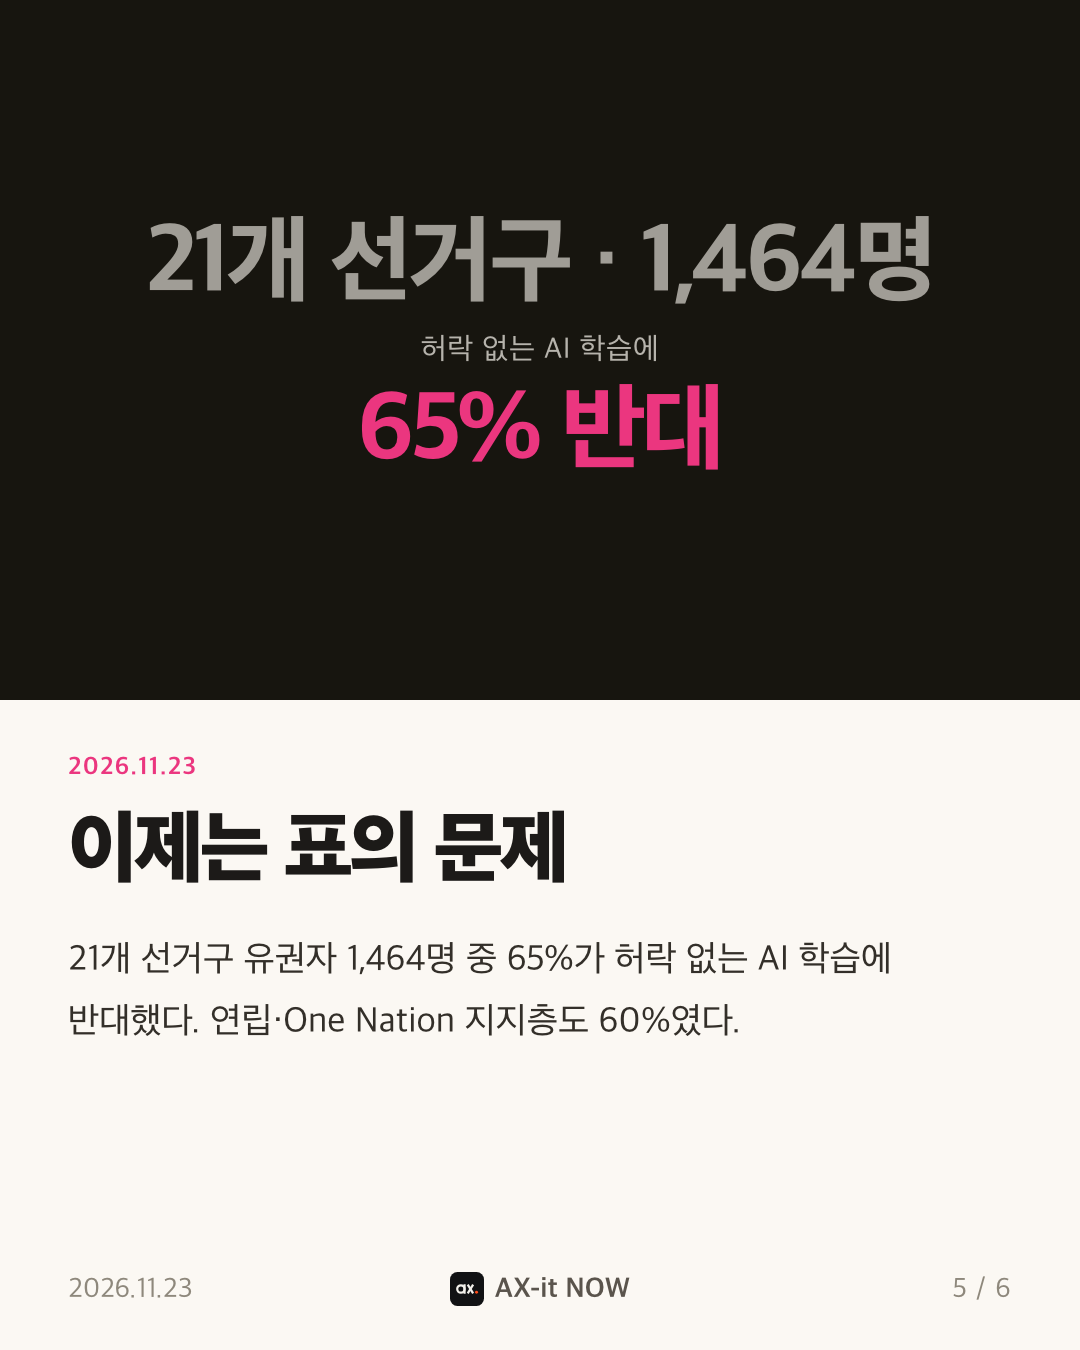 21개 선거구 · 1,464명
허락 없는 AI 학습에
65% 반대
2026.11.23
이제는 표의 문제
21개 선거구 유권자 1,464명 중 65%가 허락 없는 AI 학습에
반대했다. 연립·One Nation 지지층도 60%였다.
2026.11.23
ax.
AX-it NOW
5 / 6